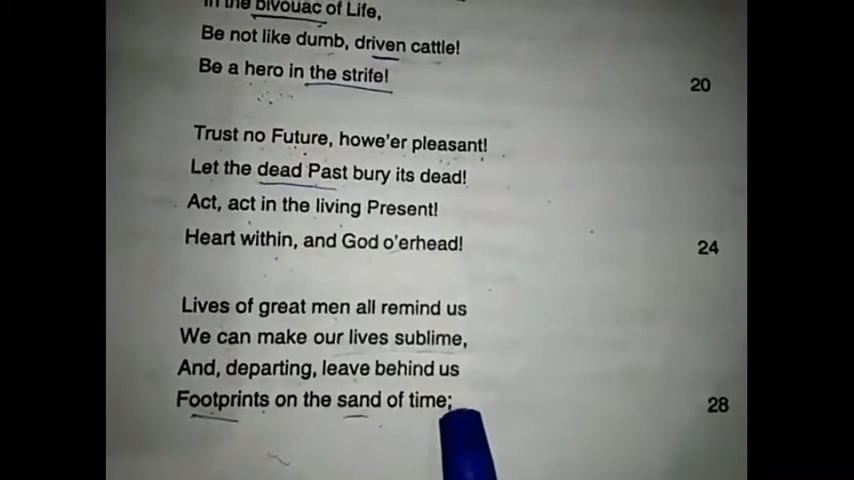 In the bivouac of Life,
Be not like dumb, driven cattle!
Be a hero in the strife!
20
Trust no Future, howe'er pleasant!
Let the dead Past bury its dead!
Act, act in the living Present!
Heart within, and God o'erhead!
24
Lives of great men all remind us
We can make our lives sublime,
And, departing, leave behind us
Footprints on the sand of time;
28